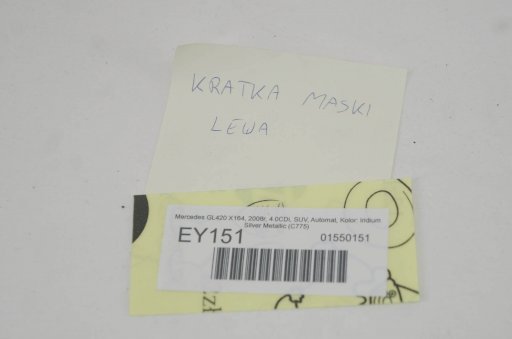 KRATKA MASKI
LEWA
Mercedes GL420 X164, 2008r, 4.0CDi, SUV, Automat, Kolor: Iridium
Silver Metallic (C775)
EY151 01550151